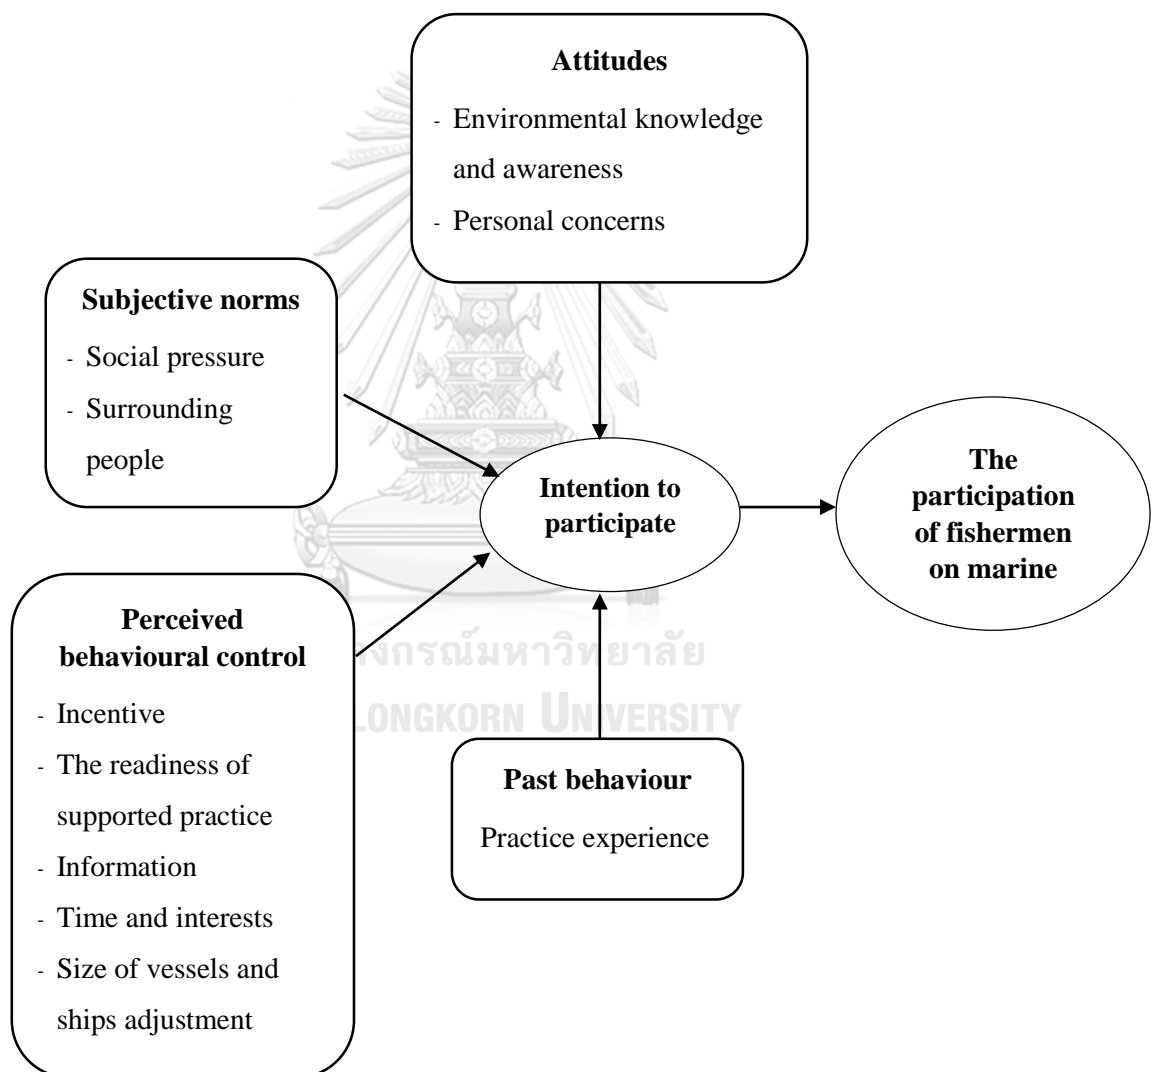 Attitudes
- Environmental knowledge
and awareness
- Personal concerns
Subjective norms
- Social pressure
- Surrounding
people
Intention to
participate
The
participation
of fishermen
on marine
Perceived
behavioural control
- Incentive
- The readiness of
supported practice
- Information
- Time and interests
- Size of vessels and
ships adjustment
Past behaviour
Practice experience
งกรณ์มหาวิทยาลัย
LONGKORN UNIVERSITY